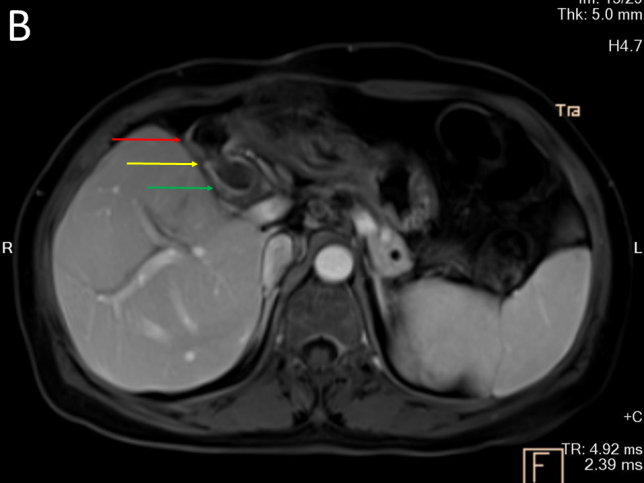 B
Thk: 5.0 mm
H4.7
Tra
R
L
+C
TR: 4.92 ms
2.39 ms
F